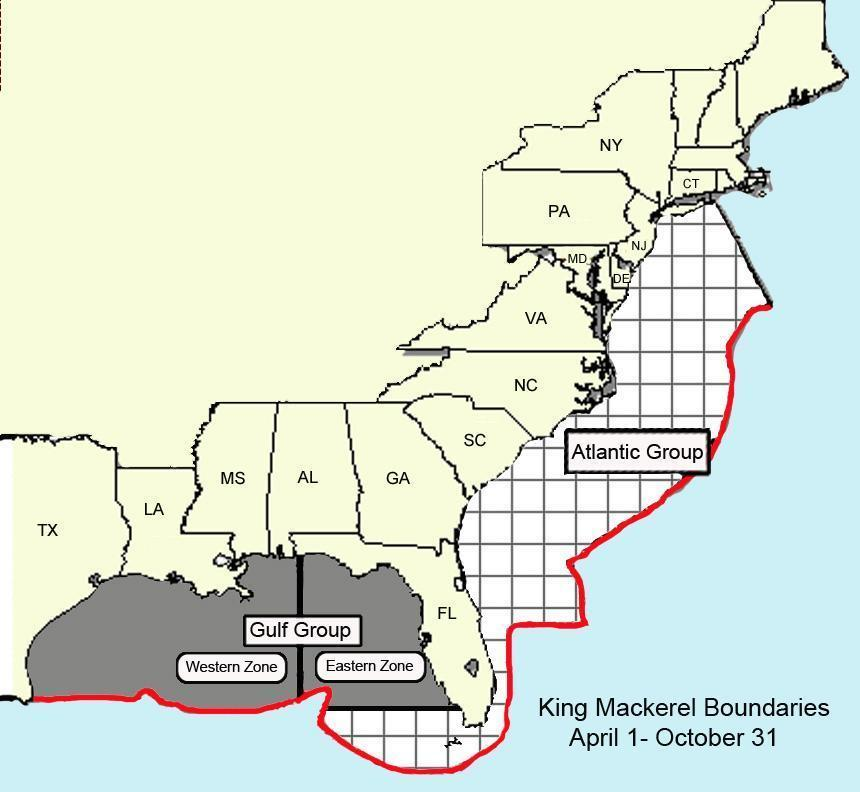 NY
CT
PA
NJ
MD
DE
VA
NC
Atlantic Group
SC
MS
AL
GA
LA
TX
FL
Gulf Group
Western Zone
Eastern Zone
King Mackerel Boundaries
April 1- October 31